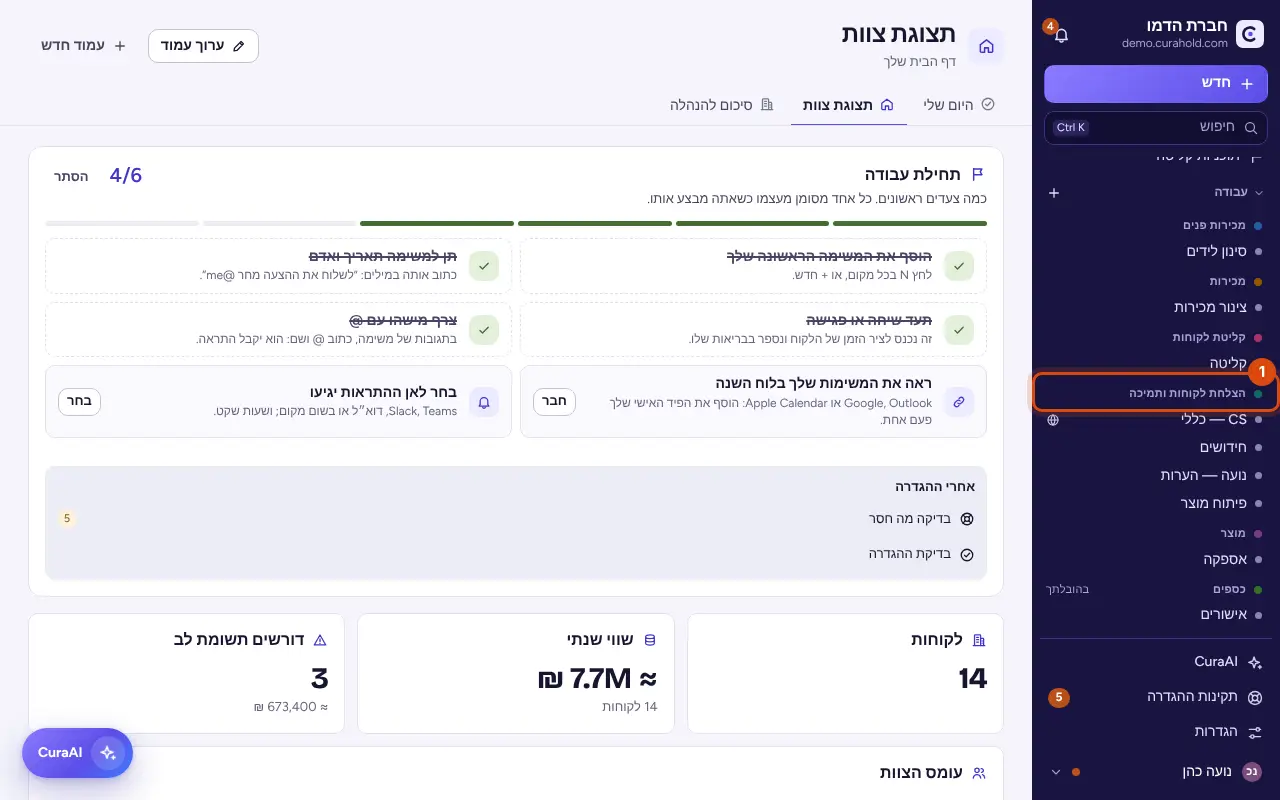 חברת הדמו
demo.curahold.com
4
חדש
חיפוש
Ctrl K
תוכניות קליטה
עבודה
מכירות פנים
סינון לידים
מכירות
צינור מכירות
קליטת לקוחות
קליטה
1
הצלחת לקוחות ותמיכה
CS — כללי
חידושים
נועה — הערות
פיתוח מוצר
מוצר
אספקה
כספים
בהובלתך
אישורים
CuraAI
תקינות ההגדרה
5
הגדרות
נכ
נועה כהן
תצוגת צוות
דף הבית שלך
ערוך עמוד
עמוד חדש
היום שלי
תצוגת צוות
סיכום להנהלה
תחילת עבודה
4/6
הסתר
כמה צעדים ראשונים. כל אחד מסומן מעצמו כשאתה מבצע אותו.
הוסף את המשימה הראשונה שלך
לחץ N בכל מקום, או + חדש.
תן למשימה תאריך ואדם
כתוב אותה במילים: "לשלוח את ההצעה מחר @me".
תעד שיחה או פגישה
זה נכנס לציר הזמן של הלקוח ונספר בבריאות שלו.
צרף מישהו עם @
בתגובות של משימה, כתוב @ ושם: הוא יקבל התראה.
ראה את המשימות שלך בלוח השנה
Google, Outlook או Apple Calendar: הוסף את הפיד האישי שלך
פעם אחת.
חבר
בחר לאן ההתראות יגיעו
Slack, Teams, דוא״ל או בשום מקום; ושעות שקט.
בחר
אחרי ההגדרה
בדיקה מה חסר
5
בדיקת ההגדרה
לקוחות
14
שווי שנתי
≈ 7.7M ₪
14 לקוחות
דורשים תשומת לב
3
≈ 673,400 ₪
עומס הצוות
CuraAI